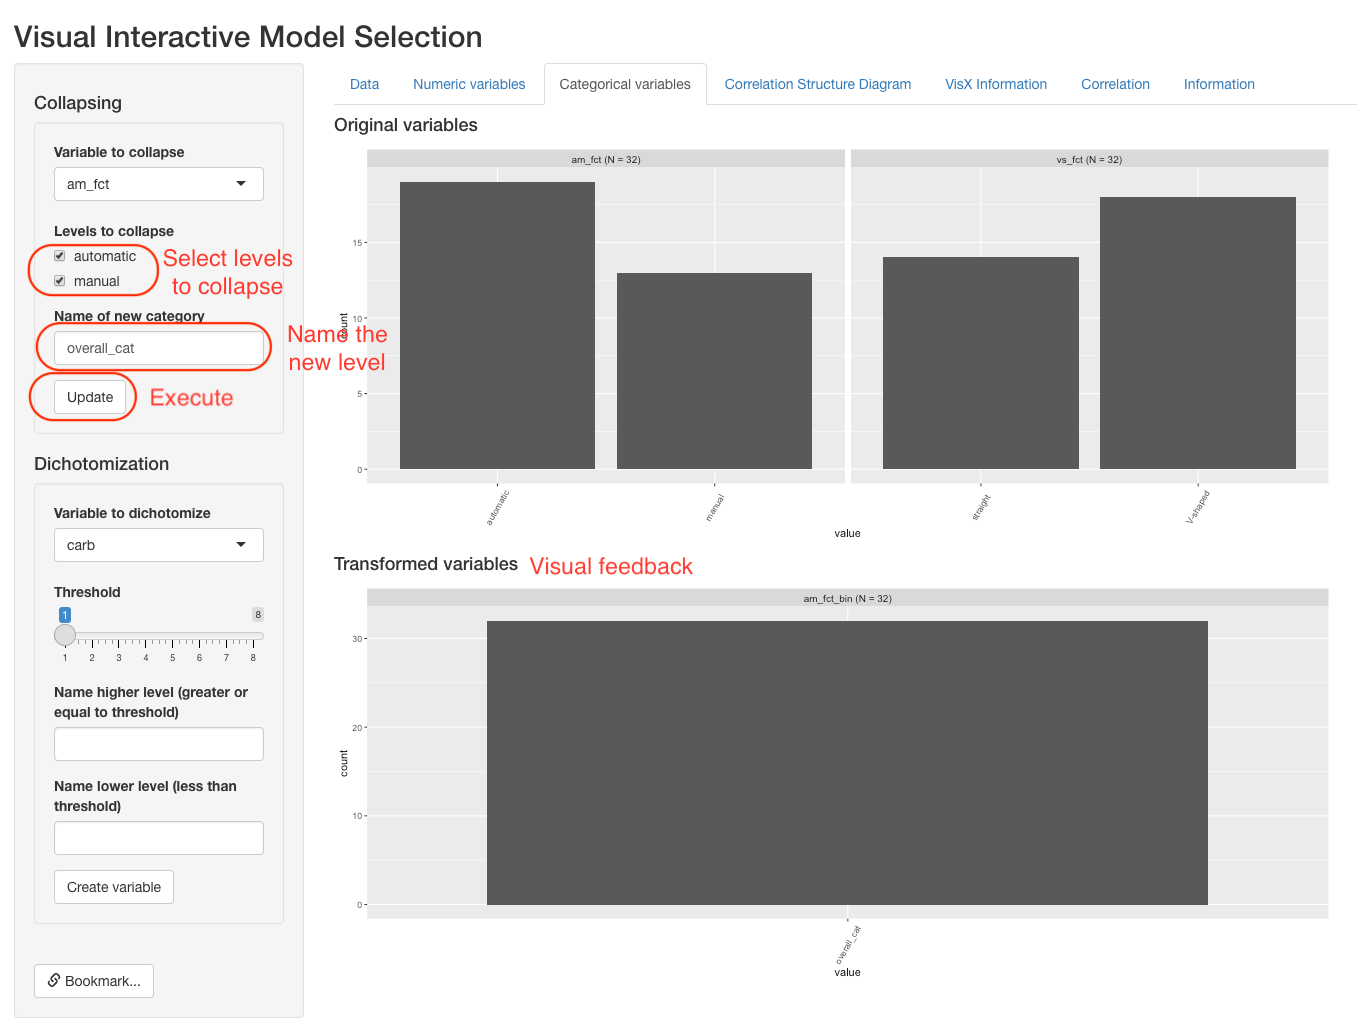 Visual Interactive Model Selection
Collapsing
Variable to collapse
am_fct
Levels to collapse
automatic
manual
Select levels
to collapse
Name of new category
overall_cat
Name the
new level
Update
Execute
Dichotomization
Variable to dichotomize
carb
Threshold
1 8
1 2 3 4 5 6 7 8
Name higher level (greater or
equal to threshold)
Name lower level (less than
threshold)
Create variable
Bookmark...
Data Numeric variables Categorical variables Correlation Structure Diagram VisX Information Correlation Information
Original variables
am_fct (N = 32) vs_fct (N = 32)
15
10
5
0
count
automatic manual straight V-shaped
value
Transformed variables Visual feedback
am_fct_bin (N = 32)
30
20
10
0
count
overall_cat
value